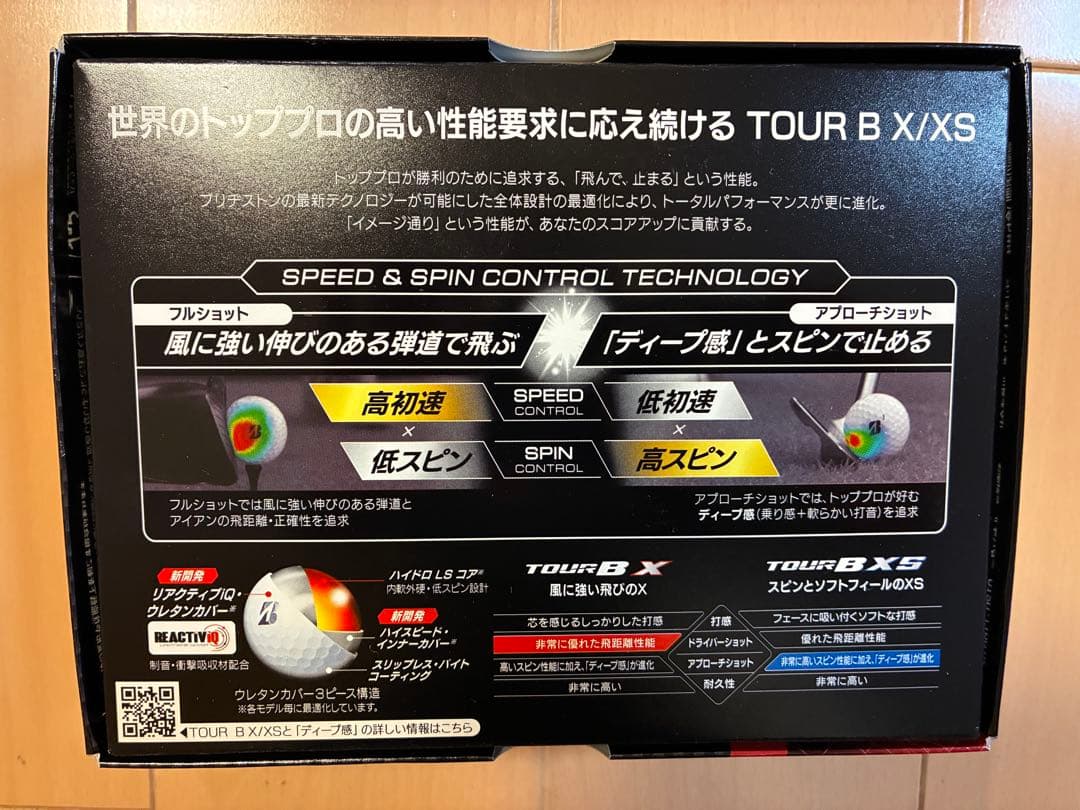 世界のトッププロの高い性能要求に応え続ける TOUR B X/XS
トッププロが勝利のために追求する、「飛んで、止まる」という性能。
ブリヂストンの最新テクノロジーが可能にした全体設計の最適化により、トータルパフォーマンスが更に進化。
「イメージ通り」という性能が、あなたのスコアアップに貢献する。
SPEED & SPIN CONTROL TECHNOLOGY
フルショット
風に強い伸びのある弾道で飛ぶ
アプローチショット
「ディープ感」とスピンで止める
高初速
SPEED
CONTROL
低初速
×
×
低スピン
SPIN
CONTROL
高スピン
B
フルショットでは風に強い伸びのある弾道と
アイアンの飛距離・正確性を追求
アプローチショットでは、トッププロが好む
ディープ感(乗り感+軟らかい打音)を追求
新開発
リアクティブiQ・
ウレタンカバー※
REACTIV iQ
制音・衝撃吸収材配合
B
ハイドロ LS コア※
内軟外硬・低スピン設計
新開発
ハイスピード・
インナーカバー※
スリップレス・バイト
コーティング
ウレタンカバー3ピース構造
※各モデル毎に最適化しています。
◀TOUR B X/XSと「ディープ感」の詳しい情報はこちら
TOUR B X
風に強い飛びのX
TOUR B XS
スピンとソフトフィールのXS
芯を感じるしっかりした打感
打感
フェースに吸い付くソフトな打感
非常に優れた飛距離性能
ドライバーショット
優れた飛距離性能
高いスピン性能に加え、「ディープ感」が進化
アプローチショット
非常に高いスピン性能に加え、「ディープ感」が進化
非常に高い
耐久性
非常に高い